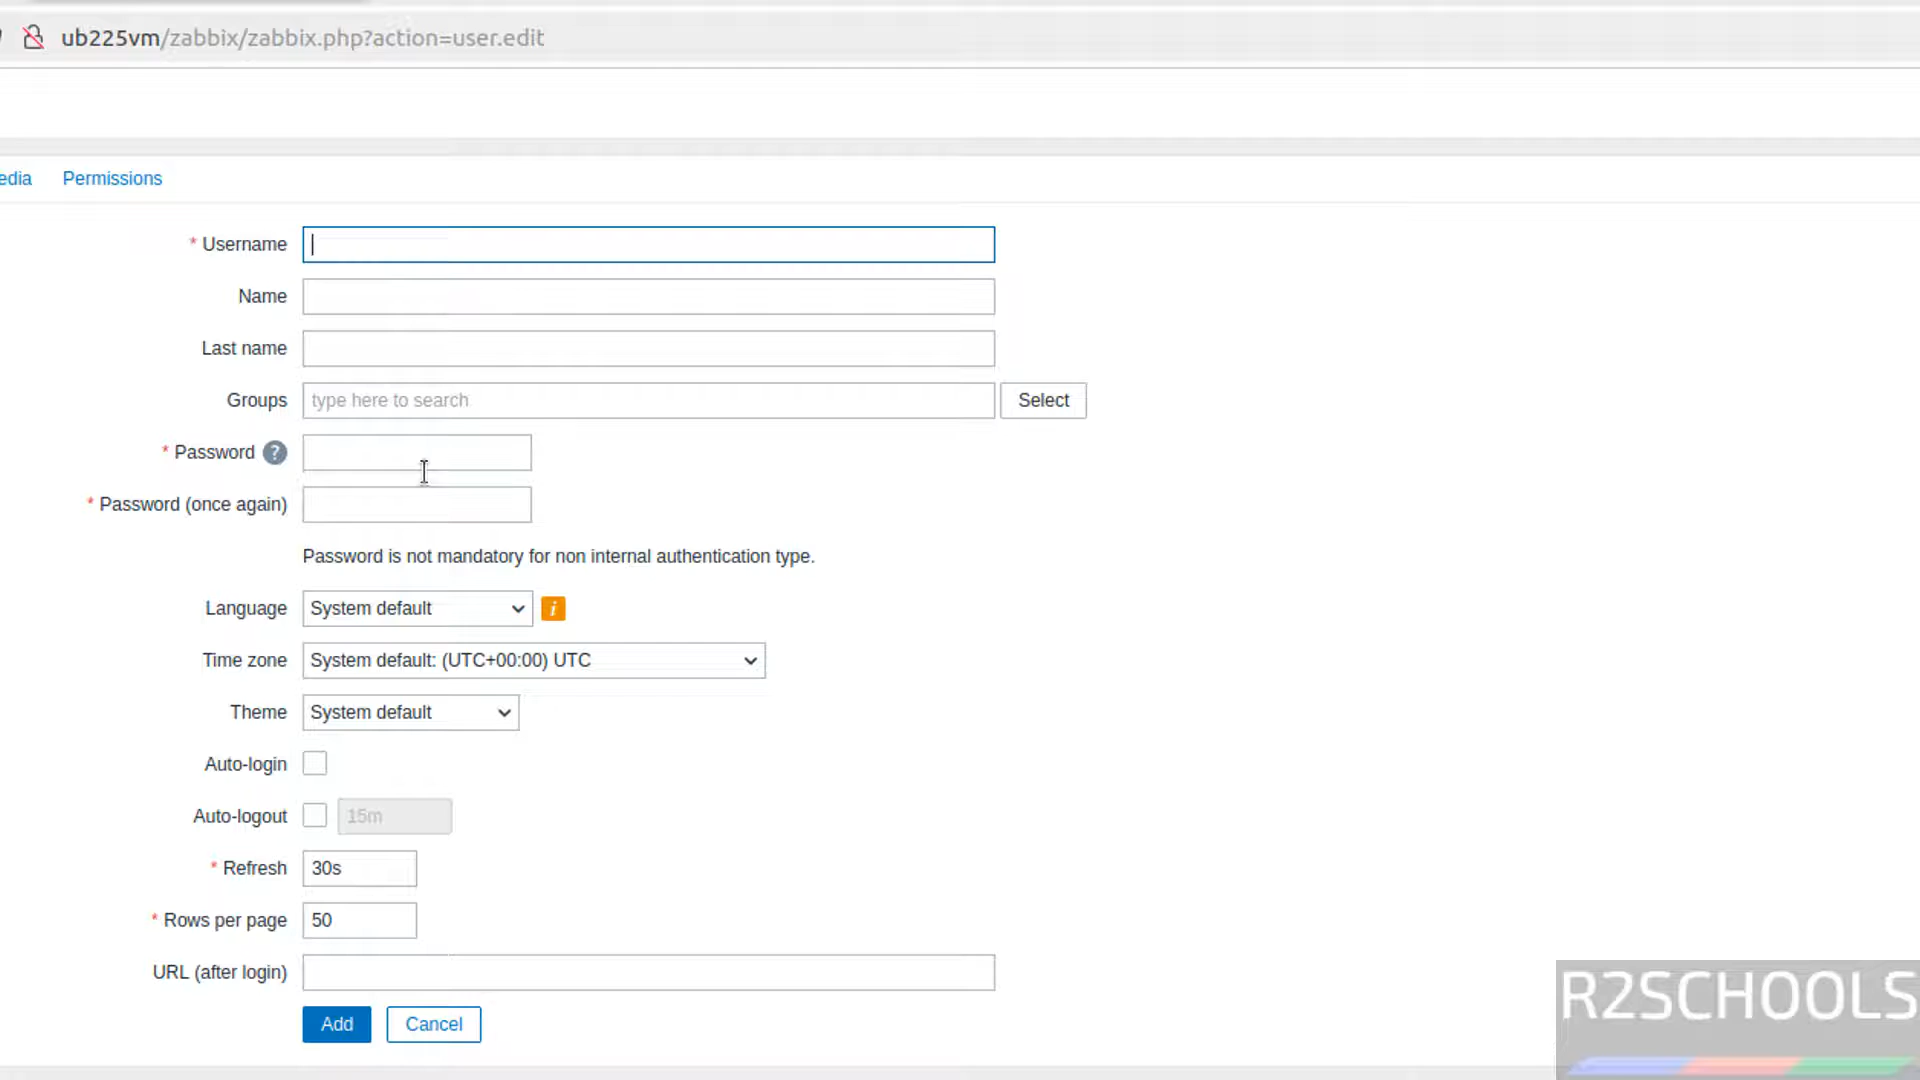 ub225vm/zabbix/zabbix.php?action=user.edit
edia Permissions
* Username
Name
Last name
Groups type here to search Select
* Password ?
* Password (once again)
Password is not mandatory for non internal authentication type.
Language System default i
Time zone System default: (UTC+00:00) UTC
Theme System default
Auto-login
Auto-logout 15m
* Refresh 30s
* Rows per page 50
URL (after login)
Add Cancel
R2SCHOOLS